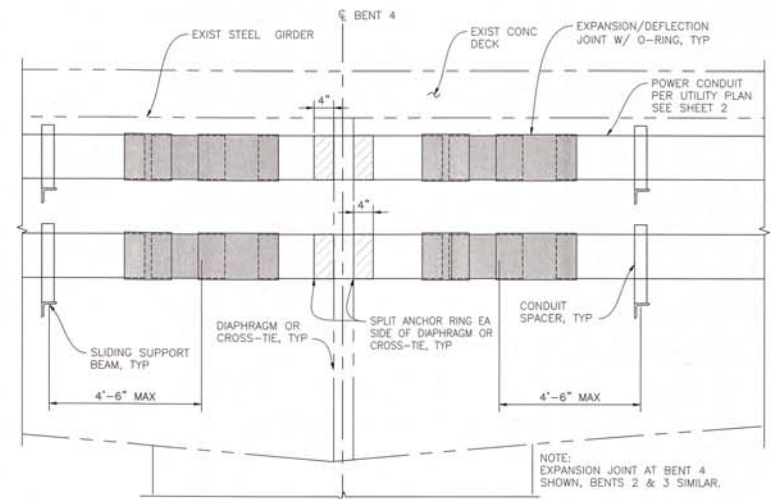 ℄ BENT 4
EXIST STEEL GIRDER
EXIST CONC
DECK
EXPANSION/DEFLECTION
JOINT W/ O-RING, TYP
POWER CONDUIT
PER UTILITY PLAN
SEE SHEET 2
4"
4"
DIAPHRAGM OR
CROSS-TIE, TYP
SPLIT ANCHOR RING EA
SIDE OF DIAPHRAGM OR
CROSS-TIE, TYP
CONDUIT
SPACER, TYP
SLIDING SUPPORT
BEAM, TYP
4'-6" MAX
4'-6" MAX
NOTE:
EXPANSION JOINT AT BENT 4
SHOWN, BENTS 2 & 3 SIMILAR.